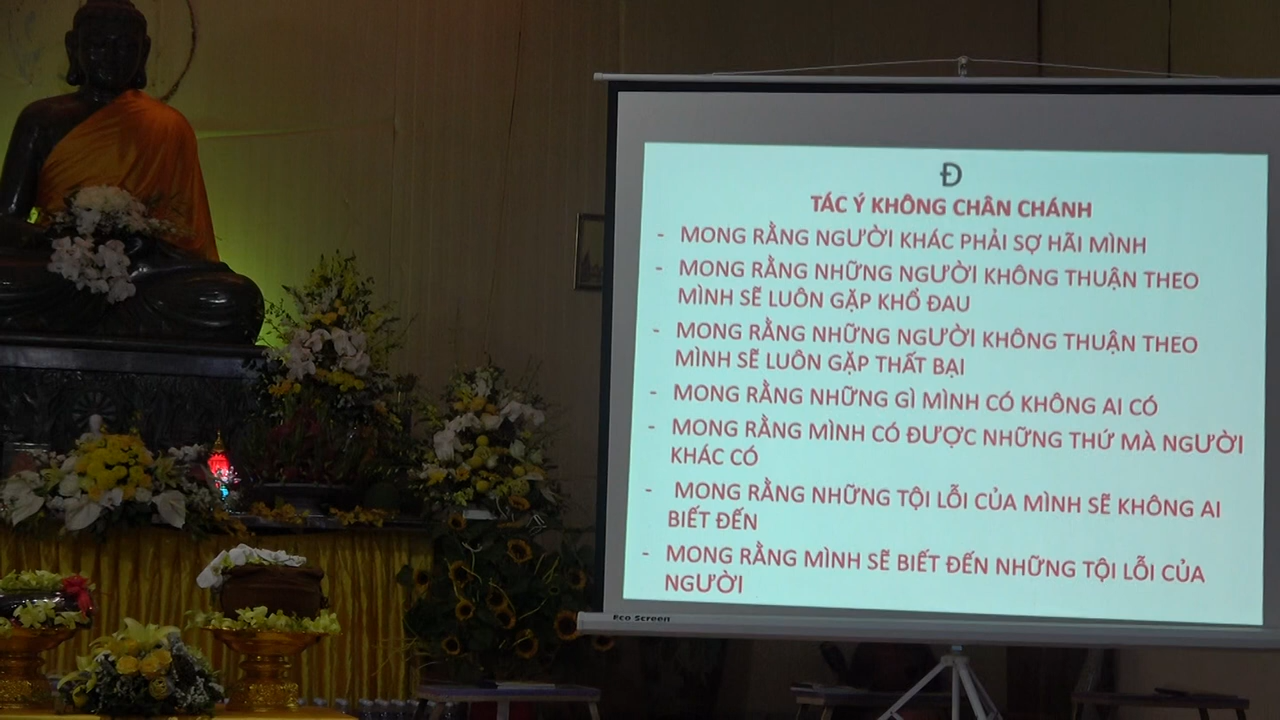 Đ
TÁC Ý KHÔNG CHÂN CHÁNH
- MONG RẰNG NGƯỜI KHÁC PHẢI SỢ HÃI MÌNH
- MONG RẰNG NHỮNG NGƯỜI KHÔNG THUẬN THEO
MÌNH SẼ LUÔN GẶP KHỔ ĐAU
- MONG RẰNG NHỮNG NGƯỜI KHÔNG THUẬN THEO
MÌNH SẼ LUÔN GẶP THẤT BẠI
- MONG RẰNG NHỮNG GÌ MÌNH CÓ KHÔNG AI CÓ
- MONG RẰNG MÌNH CÓ ĐƯỢC NHỮNG THỨ MÀ NGƯỜI
KHÁC CÓ
- MONG RẰNG NHỮNG TỘI LỖI CỦA MÌNH SẼ KHÔNG AI
BIẾT ĐẾN
- MONG RẰNG MÌNH SẼ BIẾT ĐẾN NHỮNG TỘI LỖI CỦA
NGƯỜI
Eco Screen